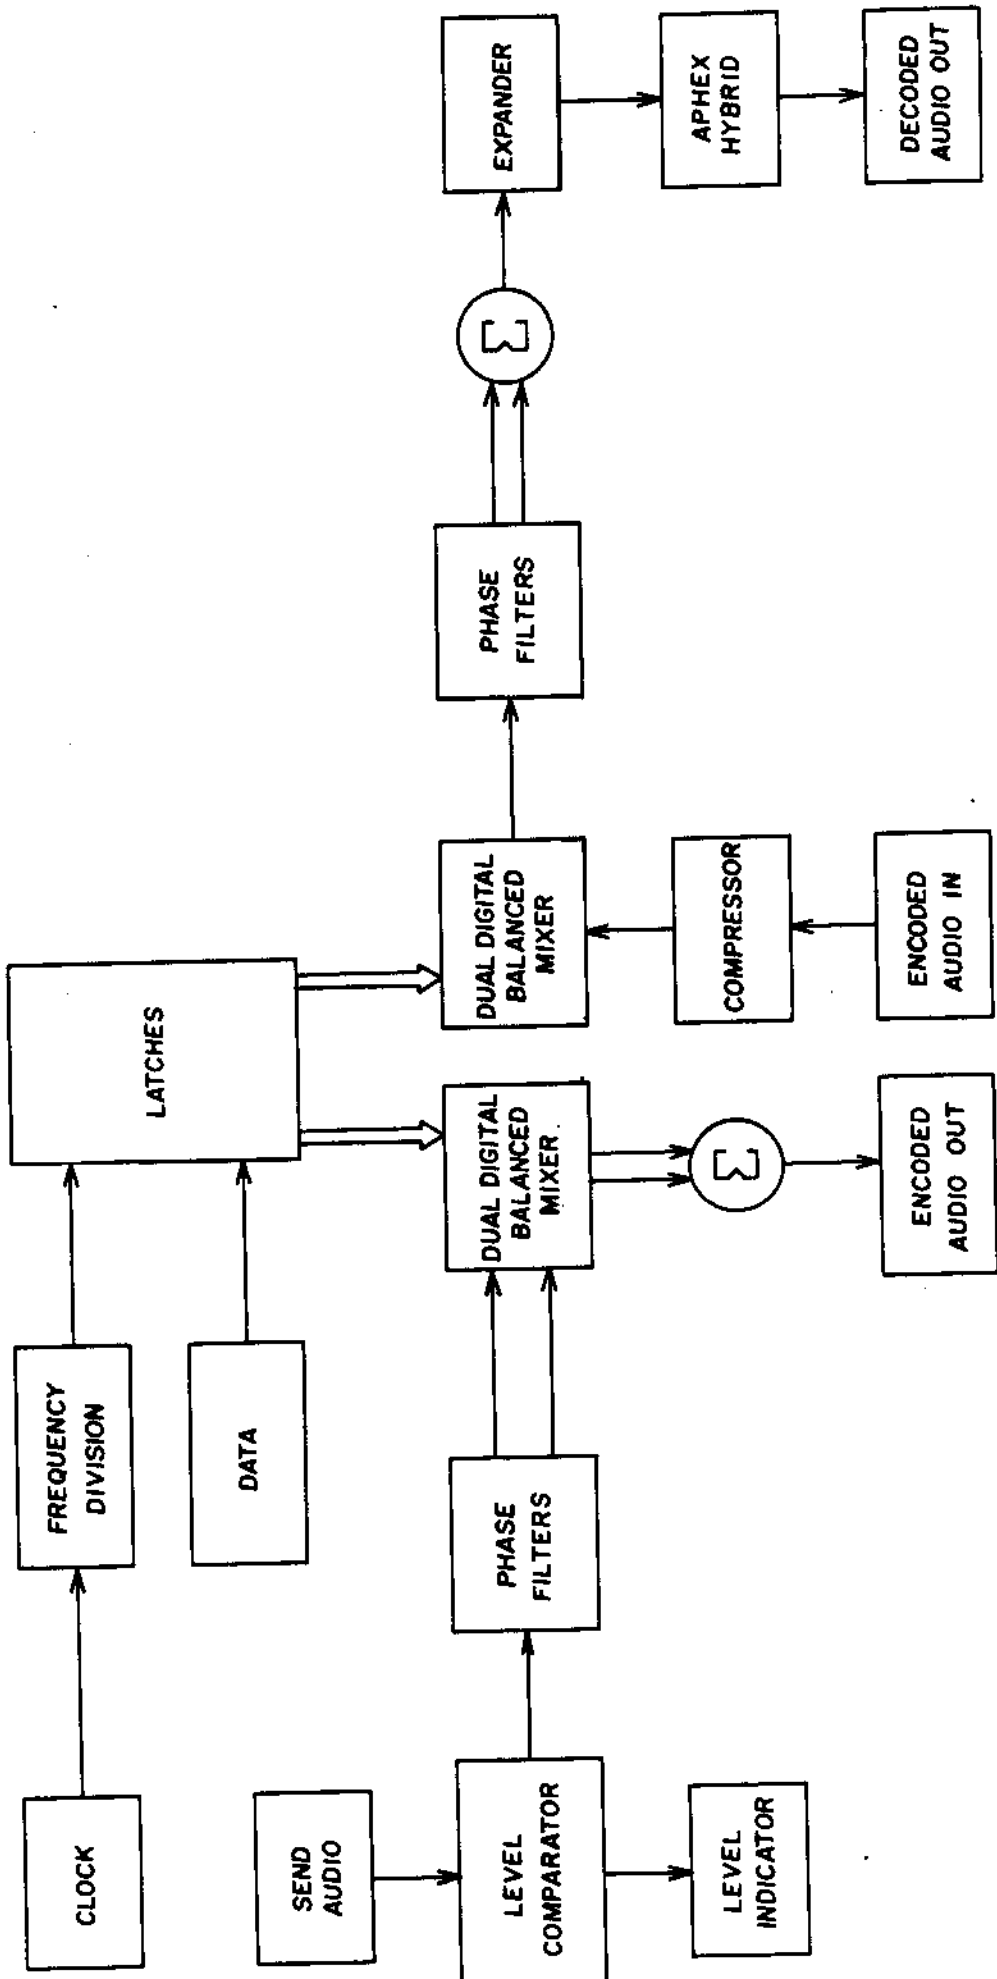 CLOCK
FREQUENCY
DIVISION
LATCHES
DATA
SEND
AUDIO
LEVEL
COMPARATOR
LEVEL
INDICATOR
PHASE
FILTERS
DUAL DIGITAL
BALANCED
MIXER
Σ
ENCODED
AUDIO OUT
DUAL DIGITAL
BALANCED
MIXER
COMPRESSOR
ENCODED
AUDIO IN
PHASE
FILTERS
Σ
EXPANDER
APHEX
HYBRID
DECODED
AUDIO OUT